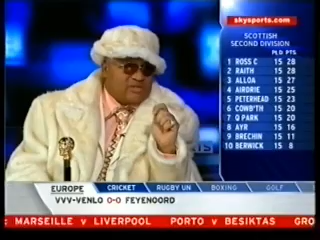 skysports.com
SCOTTISH
SECOND DIVISION
PLD PTS
1 ROSS C 15 28
2 RAITH 15 28
3 ALLOA 15 27
4 AIRDRIE 15 25
5 PETERHEAD 15 23
6 COWB'TH 15 20
7 Q PARK 15 20
8 AYR 15 16
9 BRECHIN 15 11
10 BERWICK 15 8
EUROPE CRICKET RUGBY UN BOXING GOLF
VVV-VENLO 0-0 FEYENOORD
: MARSEILLE v LIVERPOOL PORTO v BESIKTAS GRO